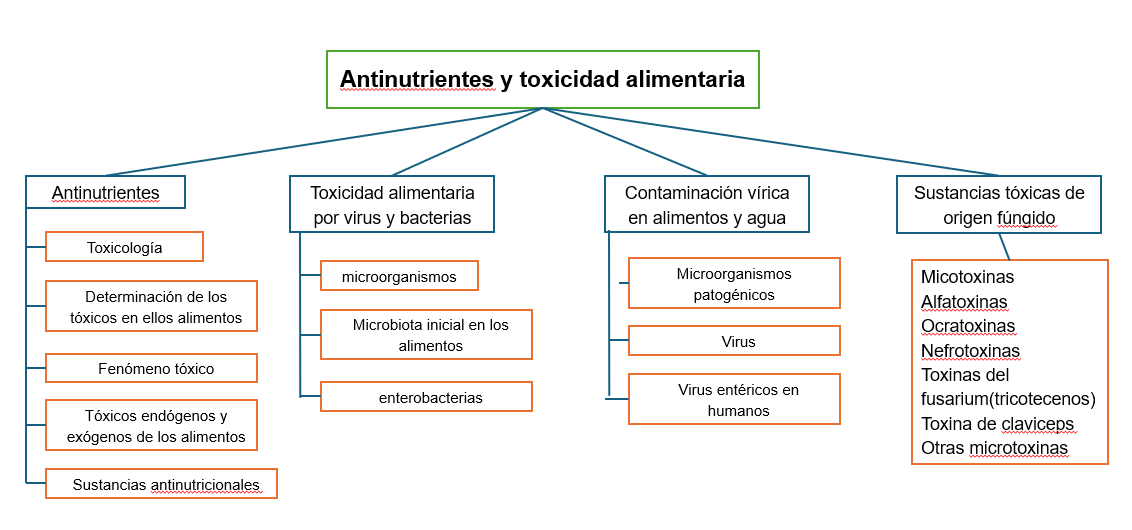 Antinutrientes y toxicidad alimentaria
Antinutrientes
Toxicología
Determinación de los
tóxicos en ellos alimentos
Fenómeno tóxico
Tóxicos endógenos y
exógenos de los alimentos
Sustancias antinutricionales
Toxicidad alimentaria
por virus y bacterias
microorganismos
Microbiota inicial en los
alimentos
enterobacterias
Contaminación vírica
en alimentos y agua
Microorganismos
patogénicos
Virus
Virus entéricos en
humanos
Sustancias tóxicas de
origen fúngido
Micotoxinas
Alfatoxinas
Ocratoxinas
Nefrotoxinas
Toxinas del
fusarium(tricotecenos)
Toxina de claviceps
Otras microtoxinas